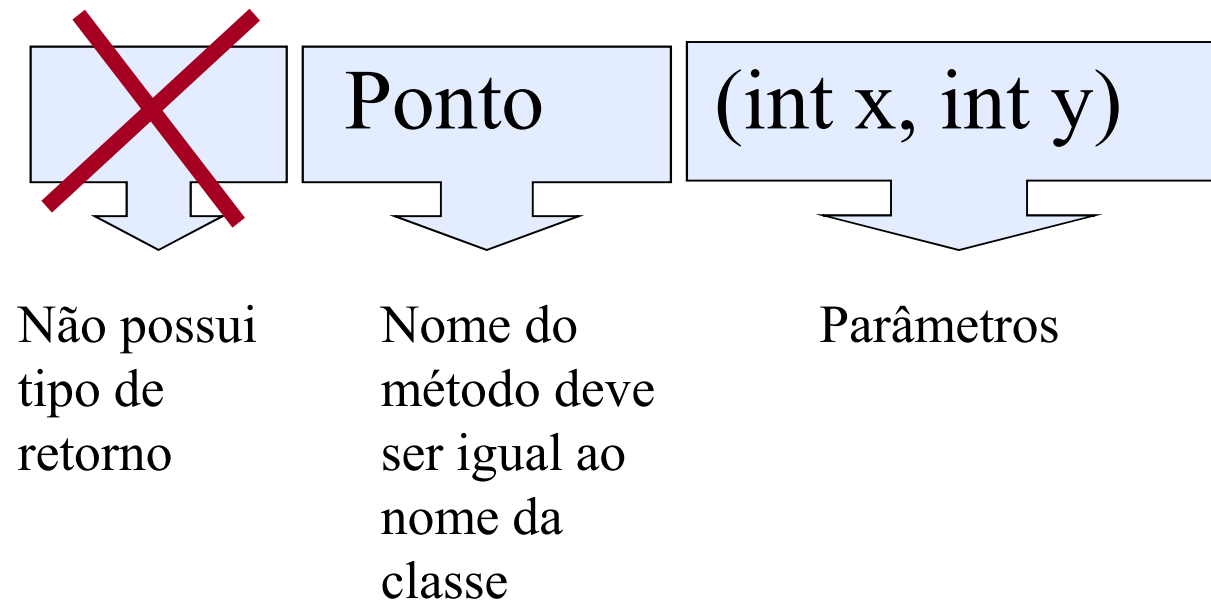 Ponto
(int x, int y)
Não possui
tipo de
retorno
Nome do
método deve
ser igual ao
nome da
classe
Parâmetros